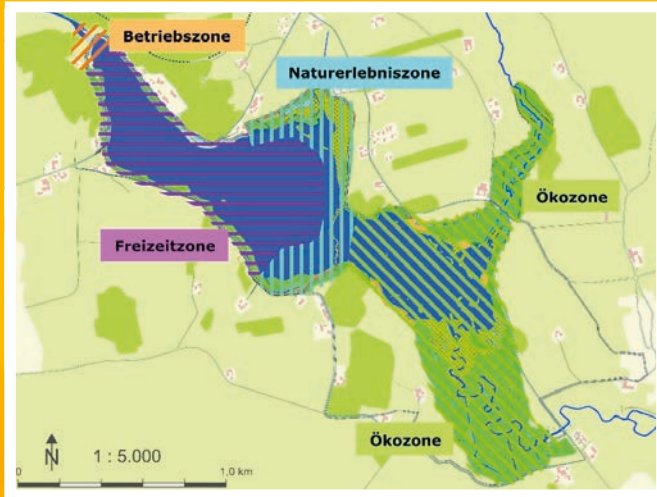 Betriebszone
Naturerlebniszone
Ökozone
Freizeitzone
Ökozone
N
1 : 5.000
0
1,0 km